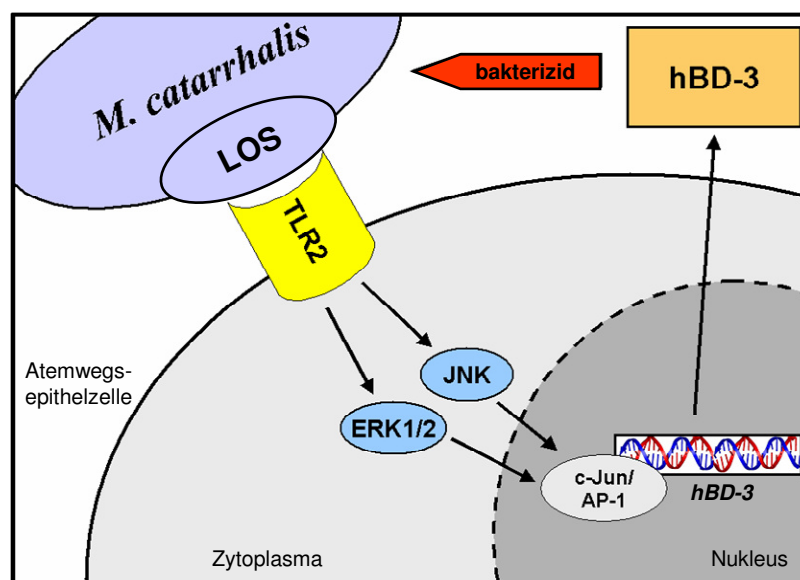 M. catarrhalis
LOS
TLR2
bakterizid
hBD-3
Atemwegs-
epithelzelle
JNK
ERK1/2
c-Jun/
AP-1
hBD-3
Zytoplasma
Nukleus